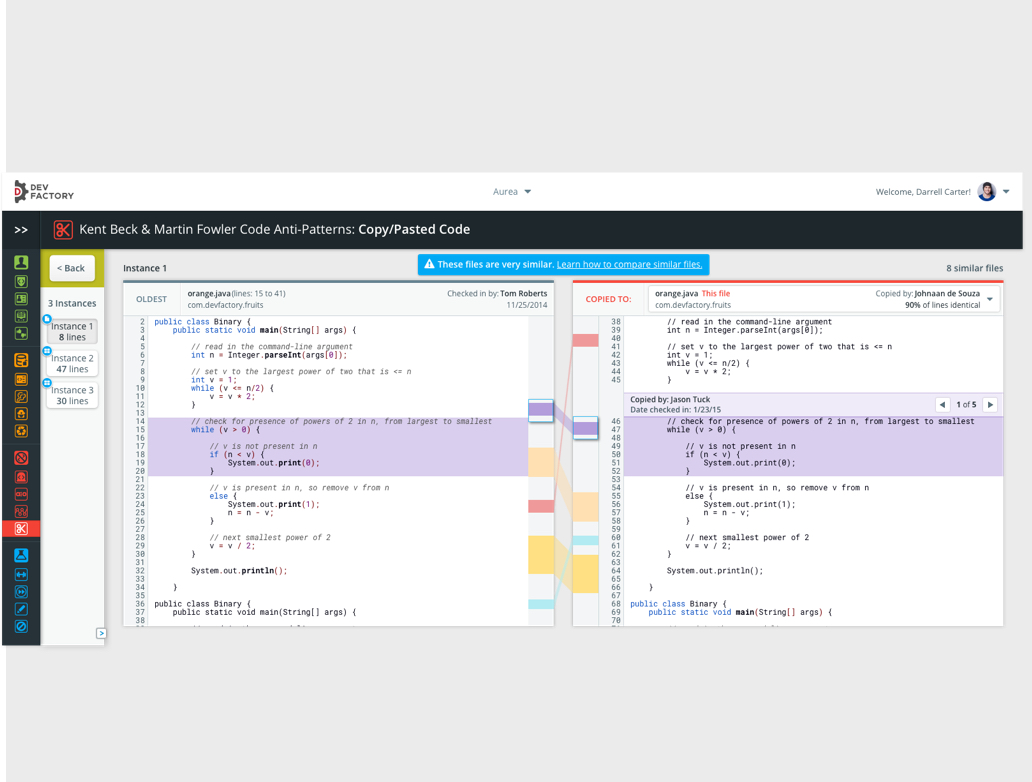 DEV
FACTORY
Aurea
Welcome, Darrell Carter!
>>
Kent Beck & Martin Fowler Code Anti-Patterns: Copy/Pasted Code
< Back
3 Instances
Instance 1
8 lines
Instance 2
47 lines
Instance 3
30 lines
>
Instance 1
These files are very similar. Learn how to compare similar files.
8 similar files
OLDEST
orange.java(lines: 15 to 41)
com.devfactory.fruits
Checked in by: Tom Roberts
11/25/2014
2 public class Binary {
3 public static void main(String[] args) {
4
5 // read in the command-line argument
6 int n = Integer.parseInt(args[0]);
7
8 // set v to the largest power of two that is <= n
9 int v = 1;
10 while (v <= n/2) {
11 v = v * 2;
12 }
13
14 // check for presence of powers of 2 in n, from largest to smallest
15 while (v > 0) {
16
17 // v is not present in n
18 if (n < v) {
19 System.out.print(0);
20 }
21
22 // v is present in n, so remove v from n
23 else {
24 System.out.print(1);
25 n = n - v;
26 }
27
28 // next smallest power of 2
29 v = v / 2;
30 }
31
32 System.out.println();
33
34 }
35
36 public class Binary {
37 public static void main(String[] args) {
38
COPIED TO:
orange.java This file
com.devfactory.fruits
Copied by: Johnaan de Souza
90% of lines identical
38 // read in the command-line argument
39 int n = Integer.parseInt(args[0]);
40
41 // set v to the largest power of two that is <= n
42 int v = 1;
43 while (v <= n/2) {
44 v = v * 2;
45 }
Copied by: Jason Tuck
Date checked in: 1/23/15
1 of 5
46 // check for presence of powers of 2 in n, from largest to smallest
47 while (v > 0) {
48
49 // v is not present in n
50 if (n < v) {
51 System.out.print(0);
52 }
53
54 // v is present in n, so remove v from n
55 else {
56 System.out.print(1);
57 n = n - v;
58 }
59
60 // next smallest power of 2
61 v = v / 2;
62 }
63
64 System.out.println();
65
66 }
67
68 public class Binary {
69 public static void main(String[] args) {
70